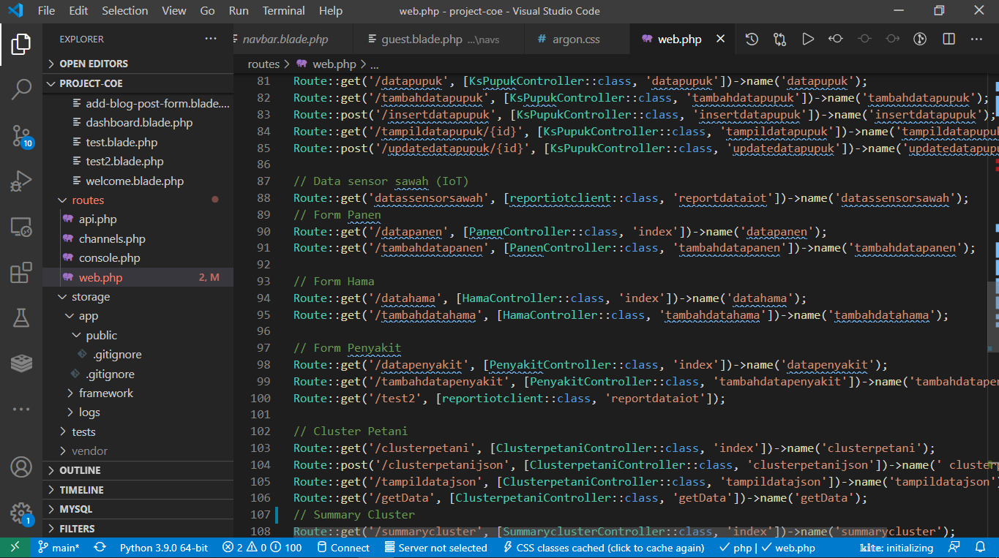 File Edit Selection View Go Run Terminal Help web.php - project-coe - Visual Studio Code
EXPLORER
navbar.blade.php guest.blade.php ...\navs # argon.css web.php
routes > web.php > ...
OPEN EDITORS
PROJECT-COE
add-blog-post-form.blade....
dashboard.blade.php
test.blade.php
test2.blade.php
welcome.blade.php
routes
api.php
channels.php
console.php
web.php 2, M
storage
app
public
.gitignore
.gitignore
framework
logs
tests
vendor
OUTLINE
TIMELINE
MYSQL
FILTERS
10
1
81 Route::get('/datapupuk', [KsPupukController::class, 'datapupuk'])->name('datapupuk');
82 Route::get('/tambahdatapupuk', [KsPupukController::class, 'tambahdatapupuk'])->name('tambahdatapupuk');
83 Route::post('/insertdatapupuk', [KsPupukController::class, 'insertdatapupuk'])->name('insertdatapupuk');
84 Route::get('/tampildatapupuk/{id}', [KsPupukController::class, 'tampildatapupuk'])->name('tampildatapupuk
85 Route::post('/updatedatapupuk/{id}', [KsPupukController::class, 'updatedatapupuk'])->name('updatedatapupu
86
87 // Data sensor sawah (IoT)
88 Route::get('datassensorsawah', [reportiotclient::class, 'reportdataiot'])->name('datassensorsawah');
89 // Form Panen
90 Route::get('/datapanen', [PanenController::class, 'index'])->name('datapanen');
91 Route::get('/tambahdatapanen', [PanenController::class, 'tambahdatapanen'])->name('tambahdatapanen');
92
93 // Form Hama
94 Route::get('/datahama', [HamaController::class, 'index'])->name('datahama');
95 Route::get('/tambahdatahama', [HamaController::class, 'tambahdatahama'])->name('tambahdatahama');
96
97 // Form Penyakit
98 Route::get('/datapenyakit', [PenyakitController::class, 'index'])->name('datapenyakit');
99 Route::get('/tambahdatapenyakit', [PenyakitController::class, 'tambahdatapenyakit'])->name('tambahdatapen
100 Route::get('/test2', [reportiotclient::class, 'reportdataiot']);
101
102 // Cluster Petani
103 Route::get('/clusterpetani', [ClusterpetaniController::class, 'index'])->name('clusterpetani');
104 Route::post('/clusterpetanijson', [ClusterpetaniController::class, 'clusterpetanijson'])->name(' clusterp
105 Route::get('/tampildatajson', [ClusterpetaniController::class, 'tampildatajson'])->name('tampildatajson'
106 Route::get('/getData', [ClusterpetaniController::class, 'getData'])->name('getData');
107 // Summary Cluster
108 Route::get('/summarycluster', [SummaryclusterController::class, 'index'])->name('summarycluster');
main* Python 3.9.0 64-bit 2 0 100 Connect Server not selected CSS classes cached (click to cache again) php | web.php kite: initializing